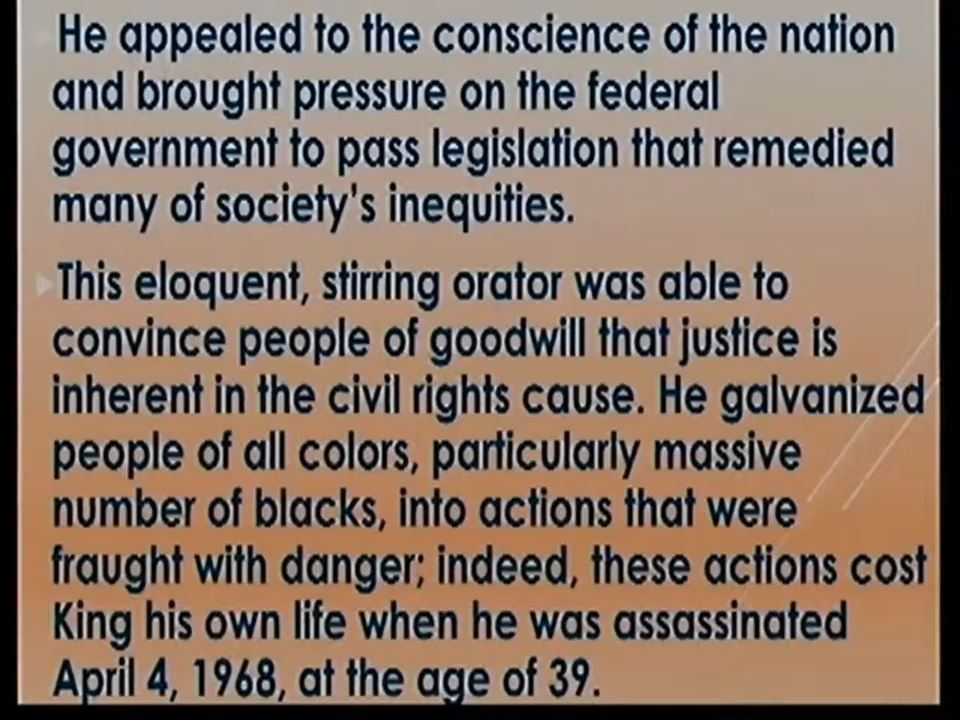 He appealed to the conscience of the nation
and brought pressure on the federal
government to pass legislation that remedied
many of society's inequities.
This eloquent, stirring orator was able to
convince people of goodwill that justice is
inherent in the civil rights cause. He galvanized
people of all colors, particularly massive
number of blacks, into actions that were
fraught with danger; indeed, these actions cost
King his own life when he was assassinated
April 4, 1968, at the age of 39.